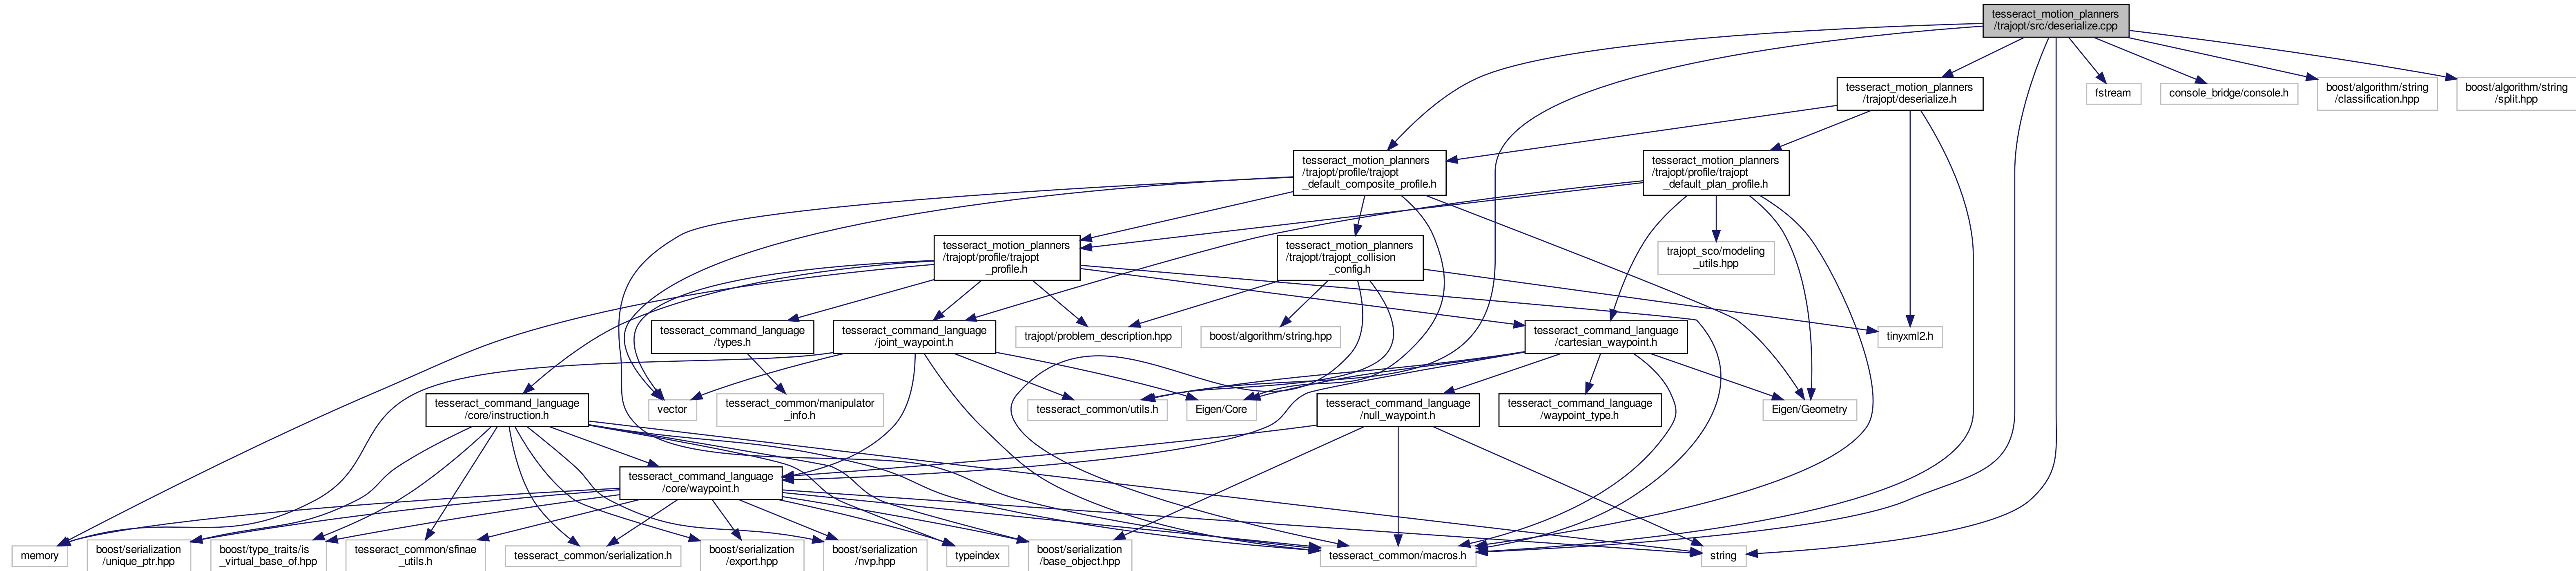 tesseract_motion_planners
/trajopt/src/deserialize.cpp
tesseract_motion_planners
/trajopt/deserialize.h
fstream
console_bridge/console.h
boost/algorithm/string
/classification.hpp
boost/algorithm/string
/split.hpp
tesseract_motion_planners
/trajopt/profile/trajopt
_default_composite_profile.h
tesseract_motion_planners
/trajopt/profile/trajopt
_default_plan_profile.h
tesseract_motion_planners
/trajopt/profile/trajopt
_profile.h
tesseract_motion_planners
/trajopt/trajopt_collision
_config.h
trajopt_sco/modeling
_utils.hpp
tesseract_command_language
/types.h
tesseract_command_language
/joint_waypoint.h
trajopt/problem_description.hpp
boost/algorithm/string.hpp
tesseract_command_language
/cartesian_waypoint.h
tinyxml2.h
tesseract_command_language
/core/instruction.h
vector
tesseract_common/manipulator
_info.h
tesseract_common/utils.h
Eigen/Core
tesseract_command_language
/null_waypoint.h
tesseract_command_language
/waypoint_type.h
Eigen/Geometry
tesseract_command_language
/core/waypoint.h
memory
boost/serialization
/unique_ptr.hpp
boost/type_traits/is
_virtual_base_of.hpp
tesseract_common/sfinae
_utils.h
tesseract_common/serialization.h
boost/serialization
/export.hpp
boost/serialization
/nvp.hpp
typeindex
boost/serialization
/base_object.hpp
tesseract_common/macros.h
string